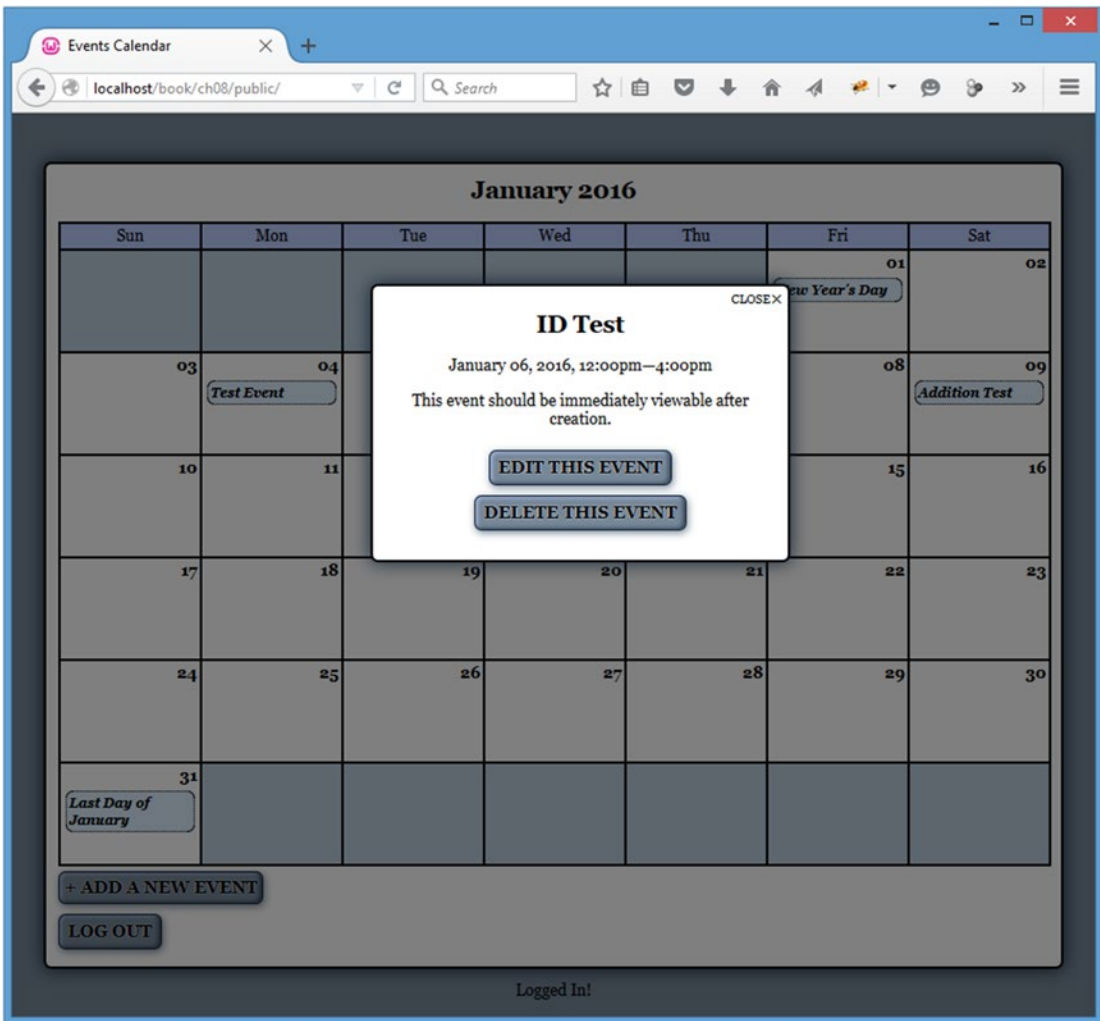 Events Calendar
localhost/book/ch08/public/
Search
January 2016
Sun Mon Tue Wed Thu Fri Sat
01 02
New Year's Day
CLOSE×
ID Test
January 06, 2016, 12:00pm—4:00pm
This event should be immediately viewable after
creation.
EDIT THIS EVENT
DELETE THIS EVENT
03 04 08 09
Test Event Addition Test
10 11 15 16
17 18 19 20 21 22 23
24 25 26 27 28 29 30
31
Last Day of
January
+ ADD A NEW EVENT
LOG OUT
Logged In!